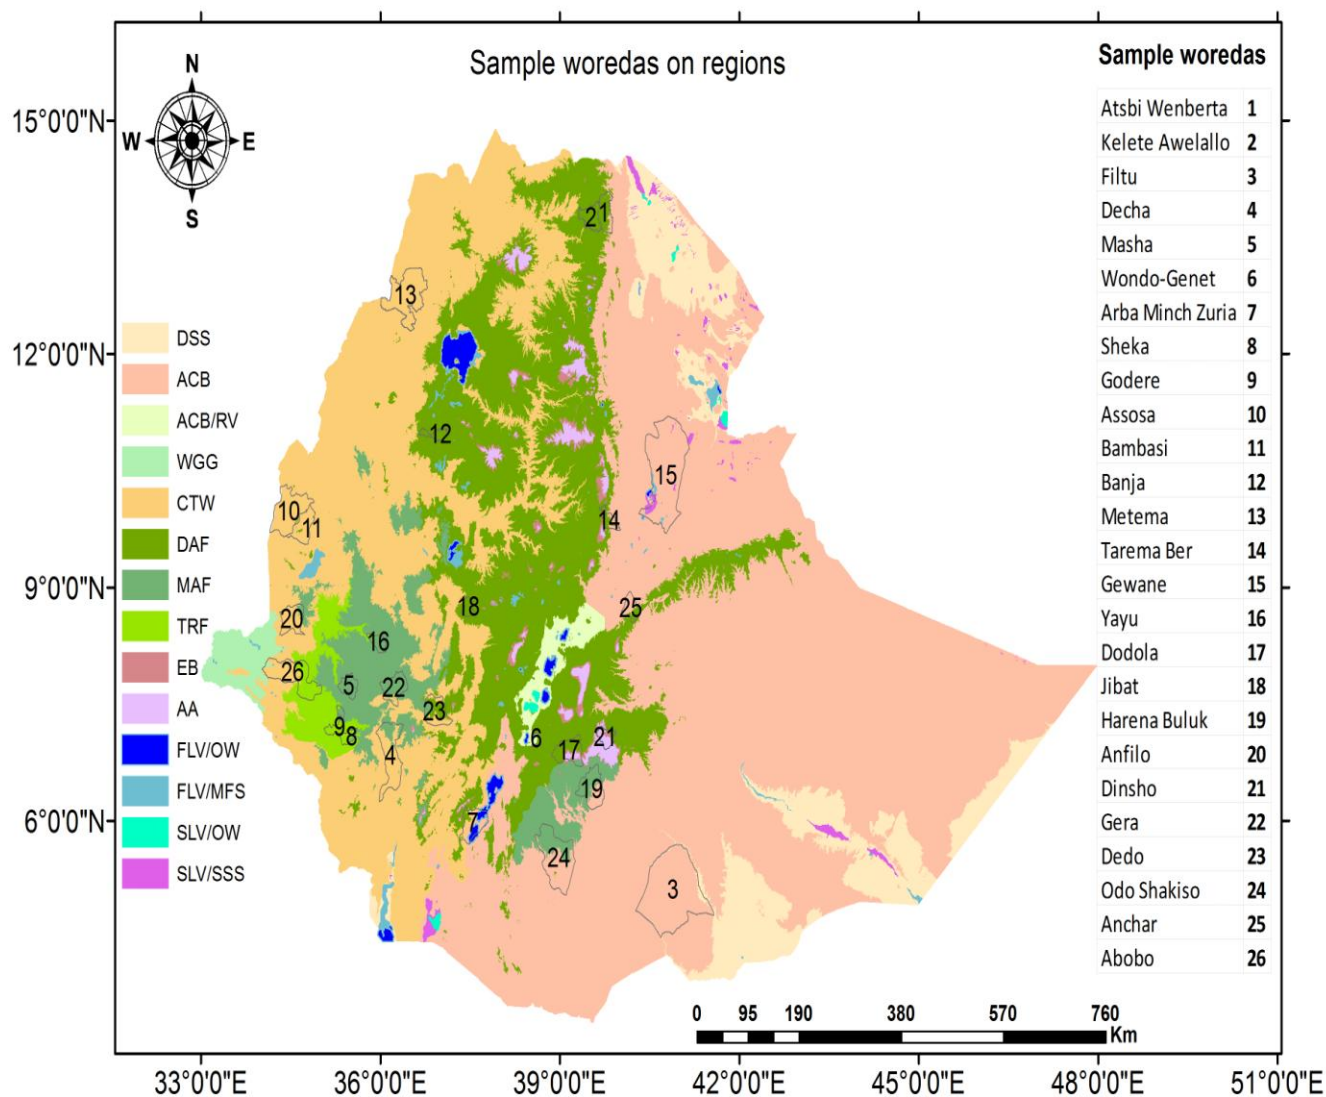 Sample woredas on regions
N
W
E
S
15°0'0"N
12°0'0"N
9°0'0"N
6°0'0"N
DSS
ACB
ACB/RV
WGG
CTW
DAF
MAF
TRF
EB
AA
FLV/OW
FLV/MFS
SLV/OW
SLV/SSS
21
13
12
15
10
11
14
18
25
20
16
26
5
22
23
9
8
4
6
17
21
19
7
24
3
Sample woredas
Atsbi Wenberta 1
Kelete Awelallo 2
Filtu 3
Decha 4
Masha 5
Wondo-Genet 6
Arba Minch Zuria 7
Sheka 8
Godere 9
Assosa 10
Bambasi 11
Banja 12
Metema 13
Tarema Ber 14
Gewane 15
Yayu 16
Dodola 17
Jibat 18
Harena Buluk 19
Anfilo 20
Dinsho 21
Gera 22
Dedo 23
Odo Shakiso 24
Anchar 25
Abobo 26
0 95 190 380 570 760
Km
33°0'0"E 36°0'0"E 39°0'0"E 42°0'0"E 45°0'0"E 48°0'0"E 51°0'0"E